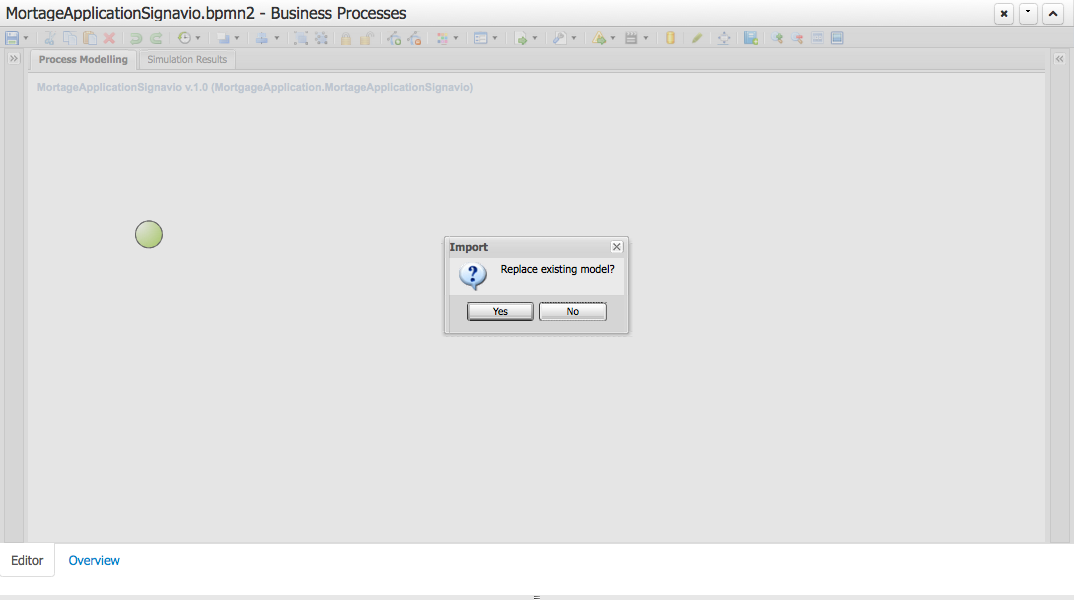 MortageApplicationSignavio.bpmn2 - Business Processes
Process Modelling
Simulation Results
MortageApplicationSignavio v.1.0 (MortgageApplication.MortageApplicationSignavio)
Import
Replace existing model?
Yes
No
Editor
Overview